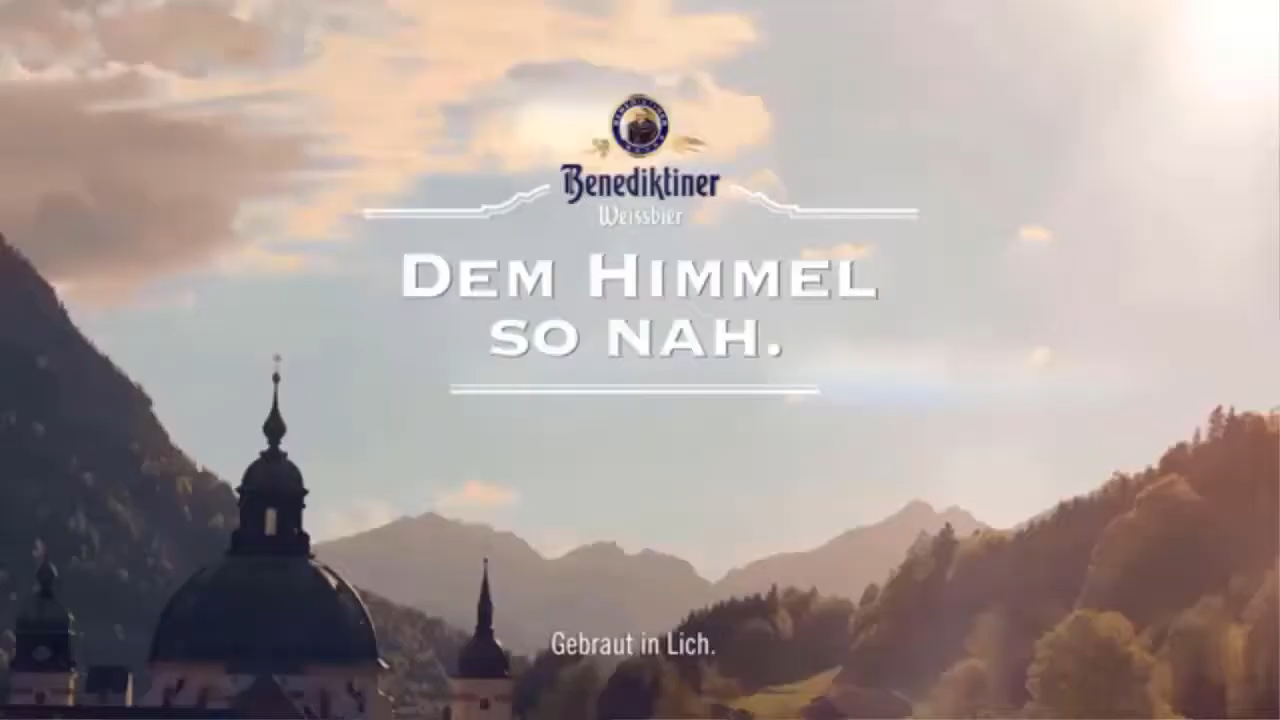 Benediktiner
Weissbier
DEM HIMMEL
SO NAH.
Gebraut in Lich.